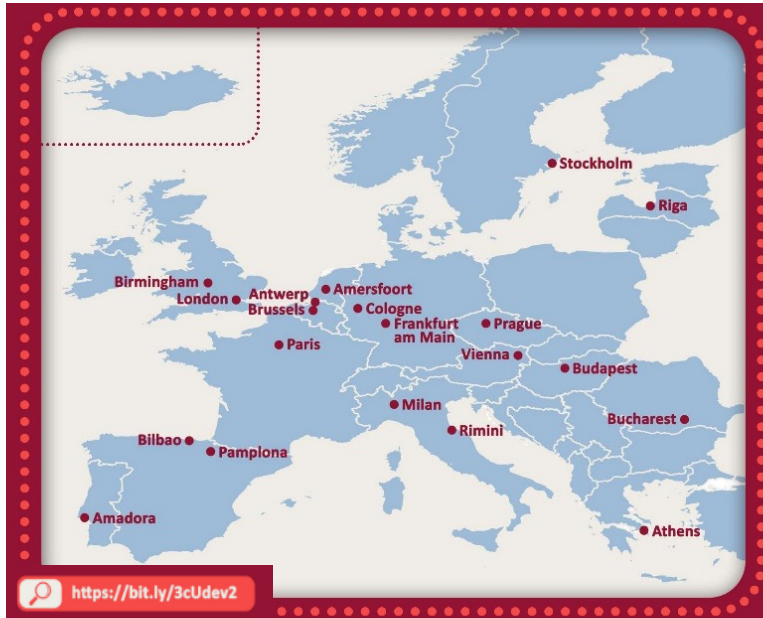 Stockholm
Riga
Birmingham
London
Amersfoort
Antwerp
Brussels
Cologne
Frankfurt
am Main
Prague
Paris
Vienna
Budapest
Milan
Bucharest
Rimini
Bilbao
Pamplona
Amadora
Athens
https://bit.ly/3cUdev2